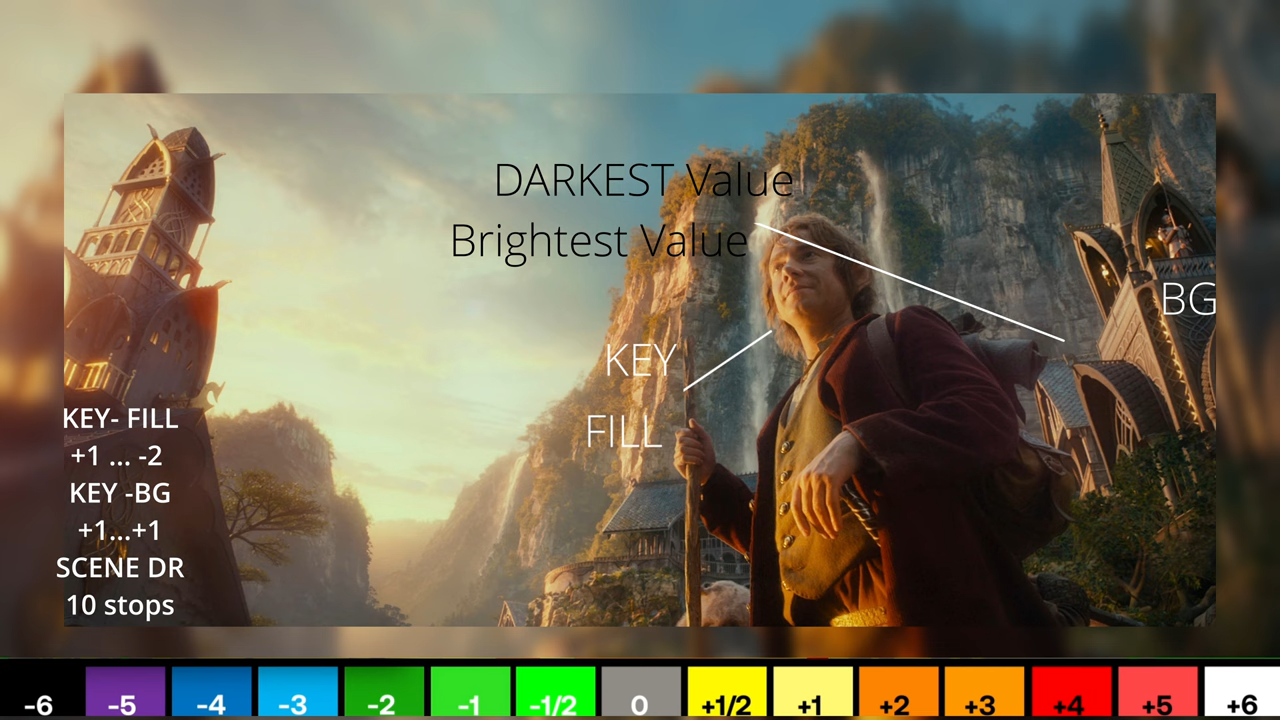 DARKEST Value
Brightest Value
BG
KEY
FILL
KEY- FILL
+1 ... -2
KEY -BG
+1...+1
SCENE DR
10 stops
-6 -5 -4 -3 -2 -1 -1/2 0 +1/2 +1 +2 +3 +4 +5 +6